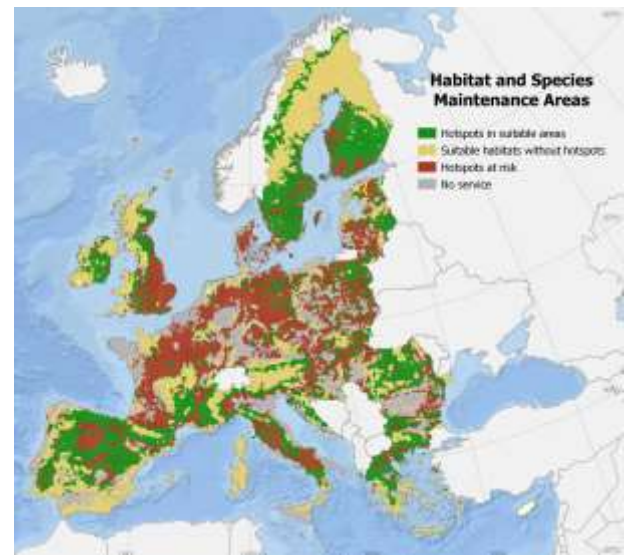 Habitat and Species
Maintenance Areas
Hotspots in suitable areas
Suitable habitats without hotspots
Hotspots at risk
No service